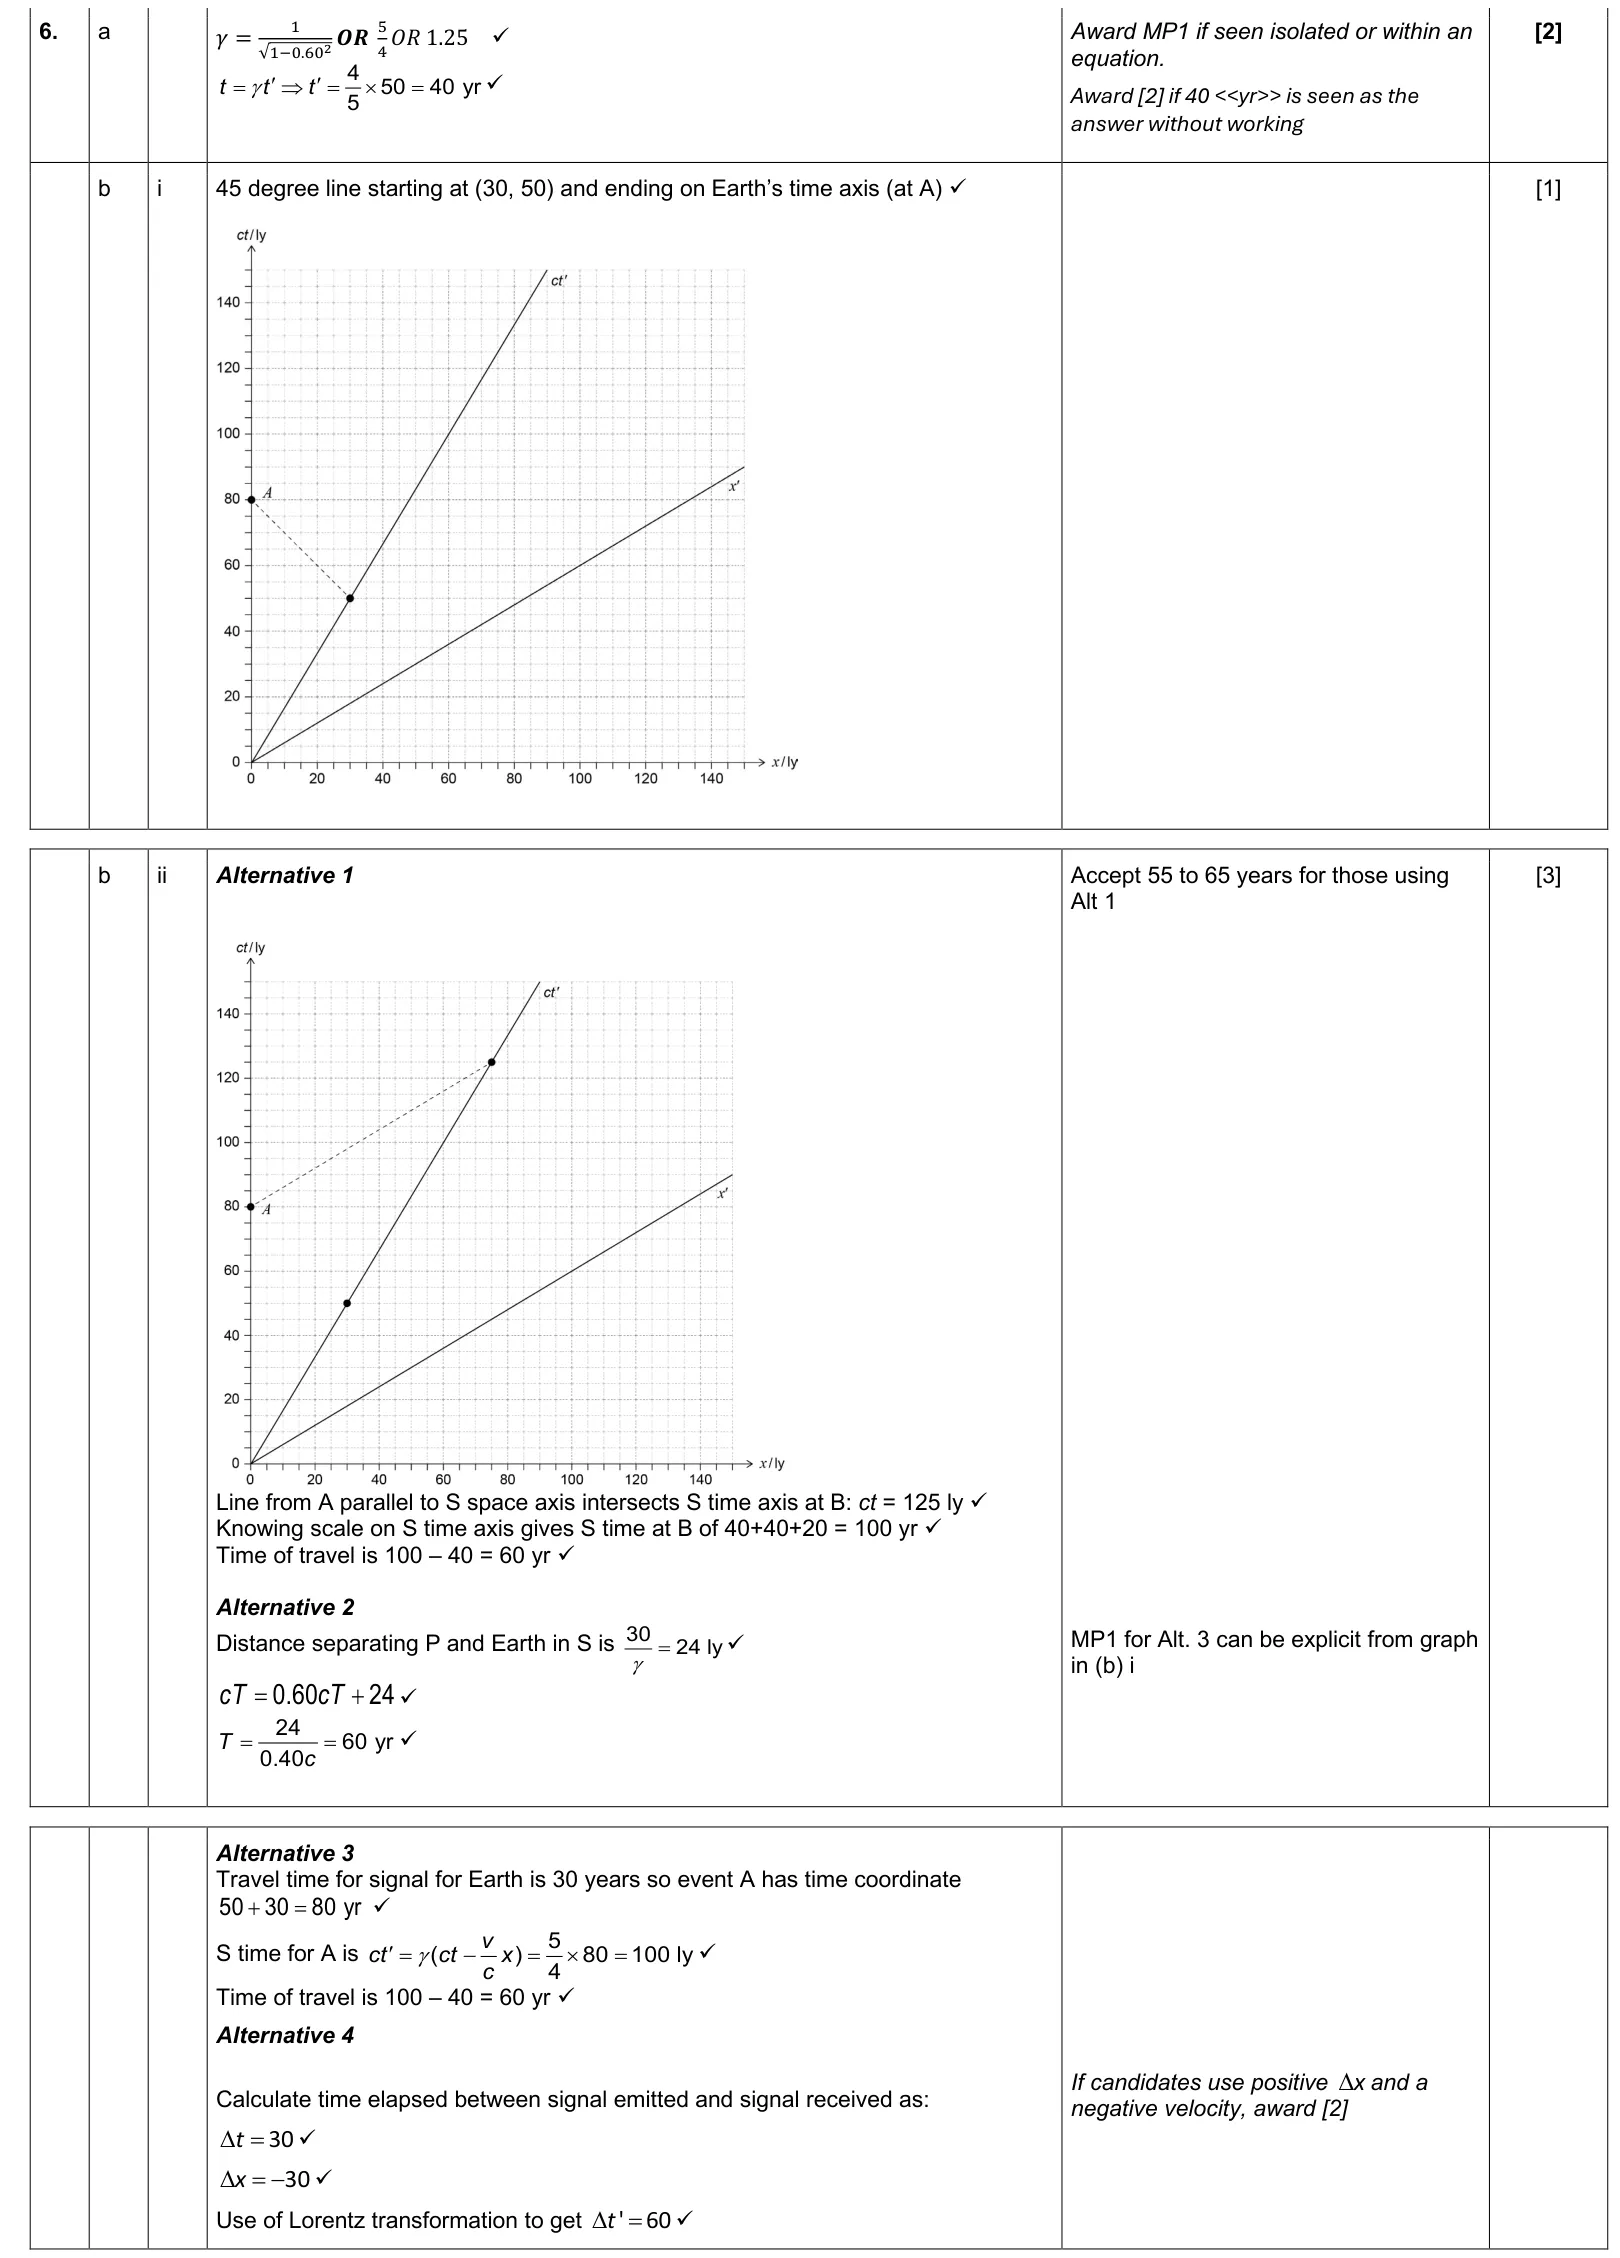 6. a γ = 1/√(1−0.60²) OR 5/4 OR 1.25 ✓ Award MP1 if seen isolated or within an equation. [2]
t = γt′ ⇒ t′ = 4/5 × 50 = 40 yr ✓ Award [2] if 40 <<yr>> is seen as the answer without working
b i 45 degree line starting at (30, 50) and ending on Earth’s time axis (at A) ✓ [1]
ct/ly
ct′
140
120
100
A
80
x′
60
40
20
0
x/ly
0 20 40 60 80 100 120 140
b ii Alternative 1 Accept 55 to 65 years for those using Alt 1 [3]
ct/ly
ct′
140
120
100
80
A
x′
60
40
20
0
x/ly
0 20 40 60 80 100 120 140
Line from A parallel to S space axis intersects S time axis at B: ct = 125 ly ✓
Knowing scale on S time axis gives S time at B of 40+40+20 = 100 yr ✓
Time of travel is 100 – 40 = 60 yr ✓
Alternative 2
Distance separating P and Earth in S is 30/γ = 24 ly ✓ MP1 for Alt. 3 can be explicit from graph in (b) i
cT = 0.60cT + 24 ✓
T = 24/0.40c = 60 yr ✓
Alternative 3
Travel time for signal for Earth is 30 years so event A has time coordinate
50 + 30 = 80 yr ✓
S time for A is ct′ = γ(ct − v/c x) = 5/4 × 80 = 100 ly ✓
Time of travel is 100 – 40 = 60 yr ✓
Alternative 4
Calculate time elapsed between signal emitted and signal received as: If candidates use positive Δx and a negative velocity, award [2]
Δt = 30 ✓
Δx = −30 ✓
Use of Lorentz transformation to get Δt' = 60 ✓